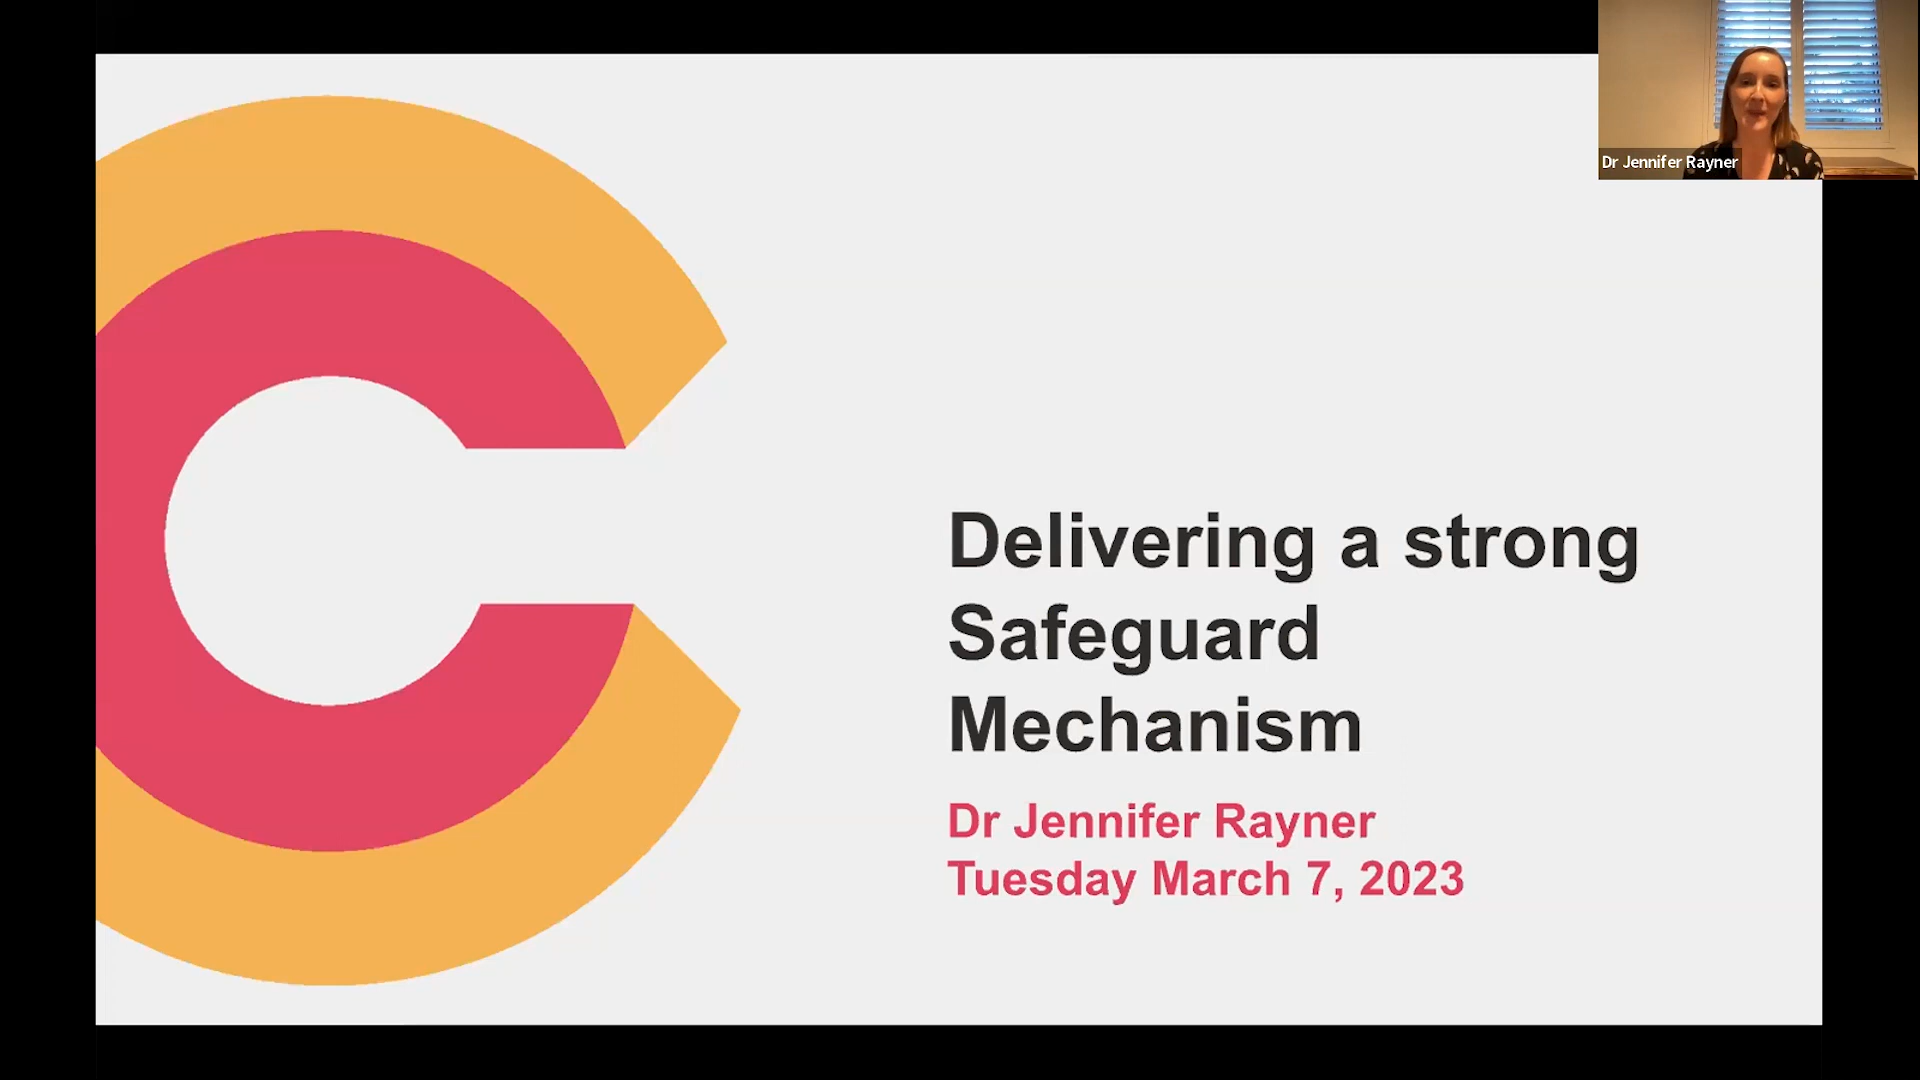 Dr Jennifer Rayner
Delivering a strong
Safeguard
Mechanism
Dr Jennifer Rayner
Tuesday March 7, 2023